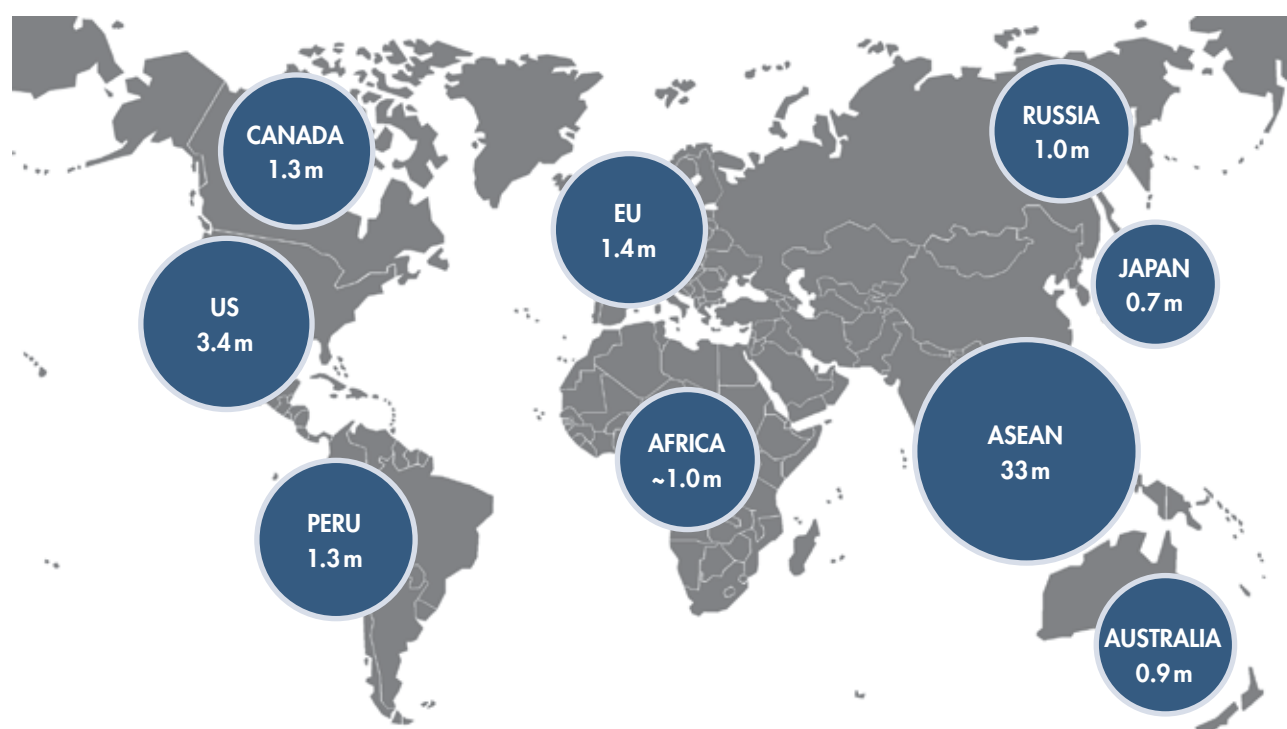 CANADA
1.3 m
RUSSIA
1.0 m
EU
1.4 m
JAPAN
0.7 m
US
3.4 m
ASEAN
33 m
AFRICA
~1.0 m
PERU
1.3 m
AUSTRALIA
0.9 m